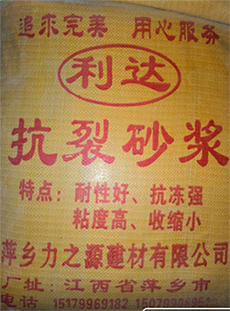 追求完美 用心服务
利达
抗裂砂浆
特点：耐性好、抗冻强
粘度高、收缩小
萍乡力之源建材有限公司
厂址：江西省萍乡市
电话 15179969182